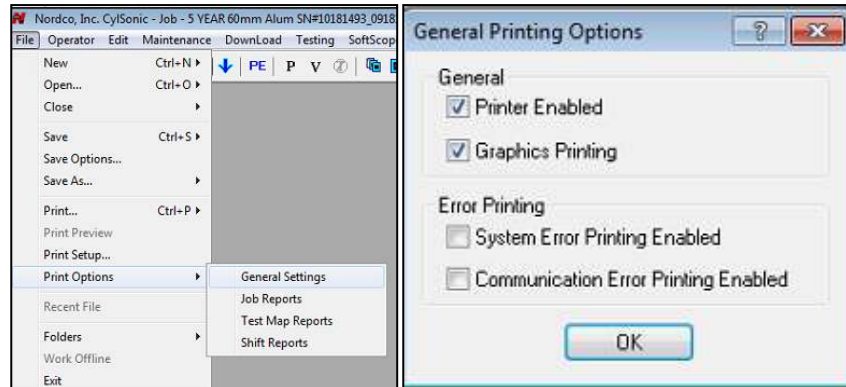 Nordco, Inc. CylSonic - Job - 5 YEAR 60mm Alum SN#10181493_0918
File Operator Edit Maintenance DownLoad Testing SoftScop
PE P V
New Ctrl+N
Open... Ctrl+O
Close
Save Ctrl+S
Save Options...
Save As...
Print... Ctrl+P
Print Preview
Print Setup...
Print Options
General Settings
Job Reports
Test Map Reports
Shift Reports
Recent File
Folders
Work Offline
Exit
General Printing Options
General
Printer Enabled
Graphics Printing
Error Printing
System Error Printing Enabled
Communication Error Printing Enabled
OK